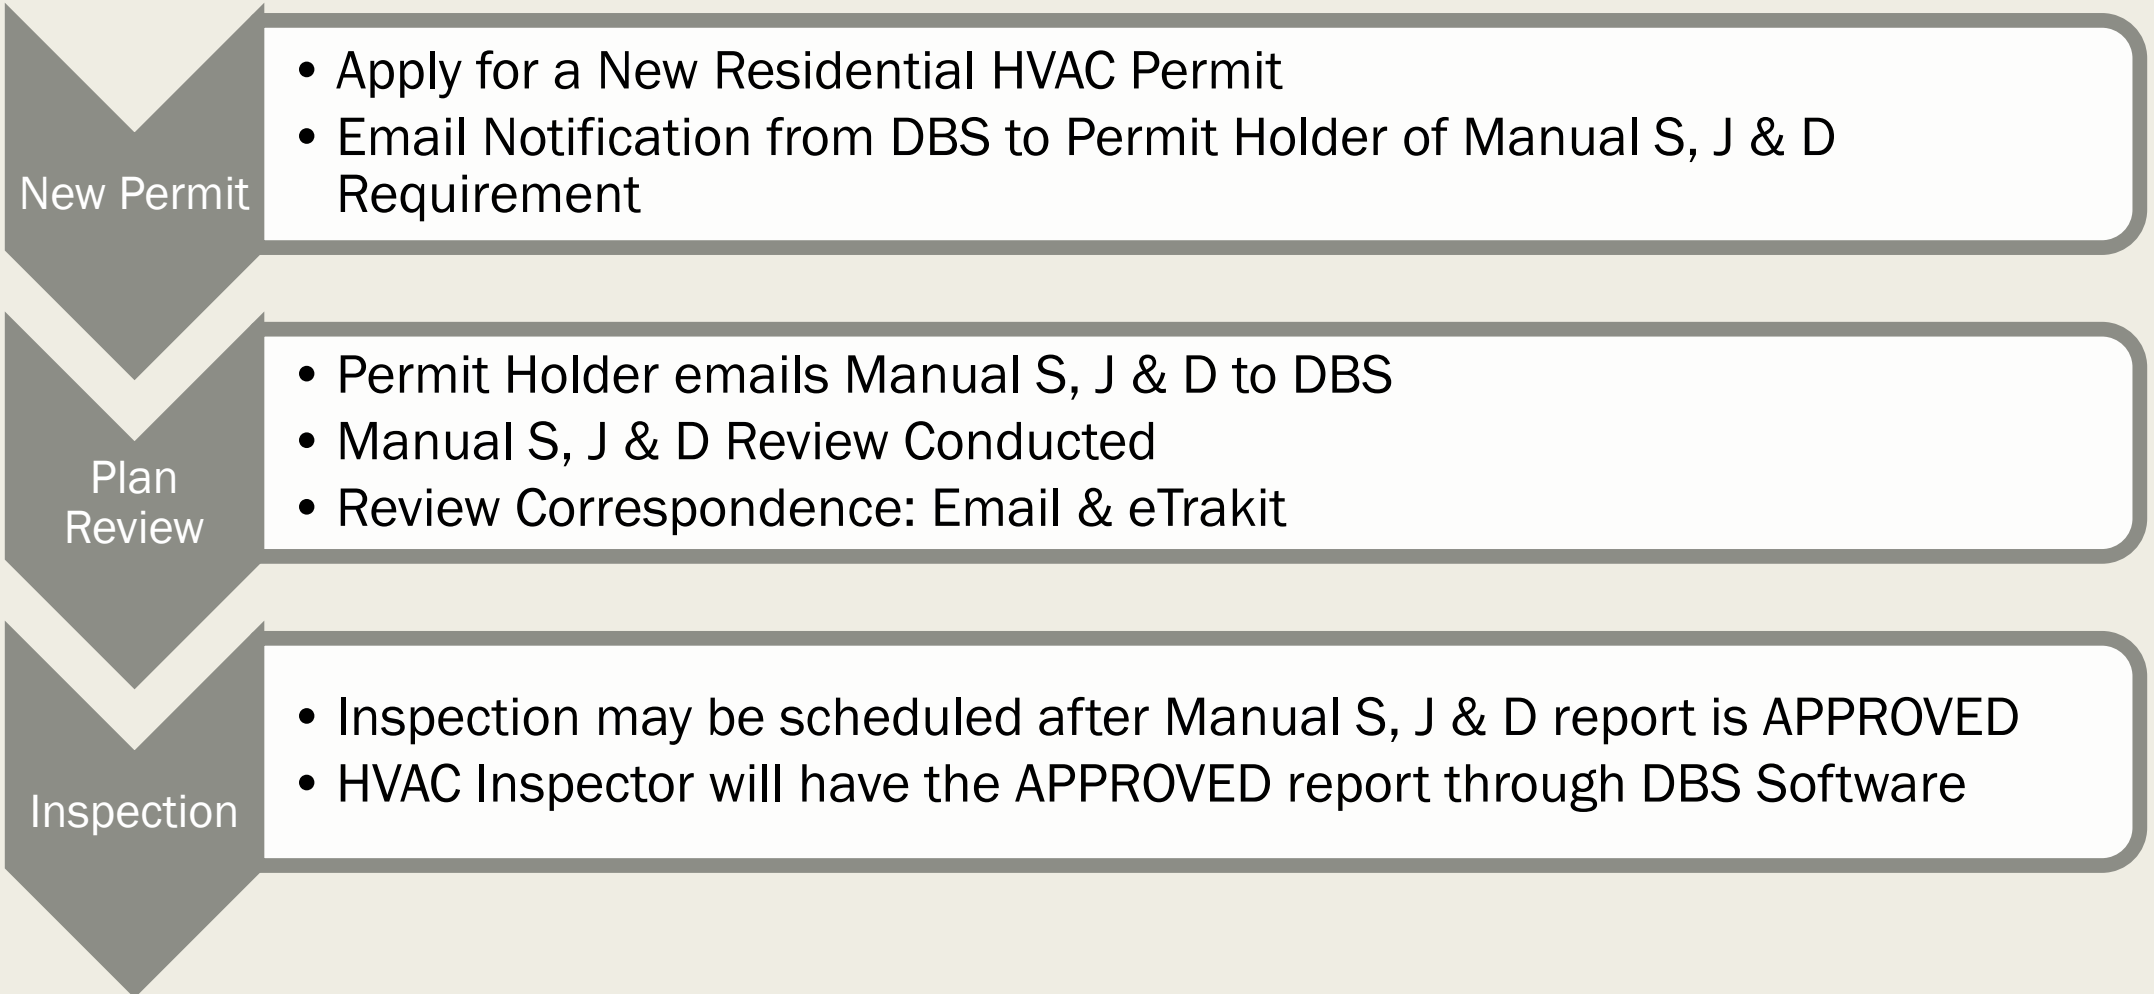 New Permit
• Apply for a New Residential HVAC Permit
• Email Notification from DBS to Permit Holder of Manual S, J & D
Requirement
Plan
Review
• Permit Holder emails Manual S, J & D to DBS
• Manual S, J & D Review Conducted
• Review Correspondence: Email & eTrakit
Inspection
• Inspection may be scheduled after Manual S, J & D report is APPROVED
• HVAC Inspector will have the APPROVED report through DBS Software